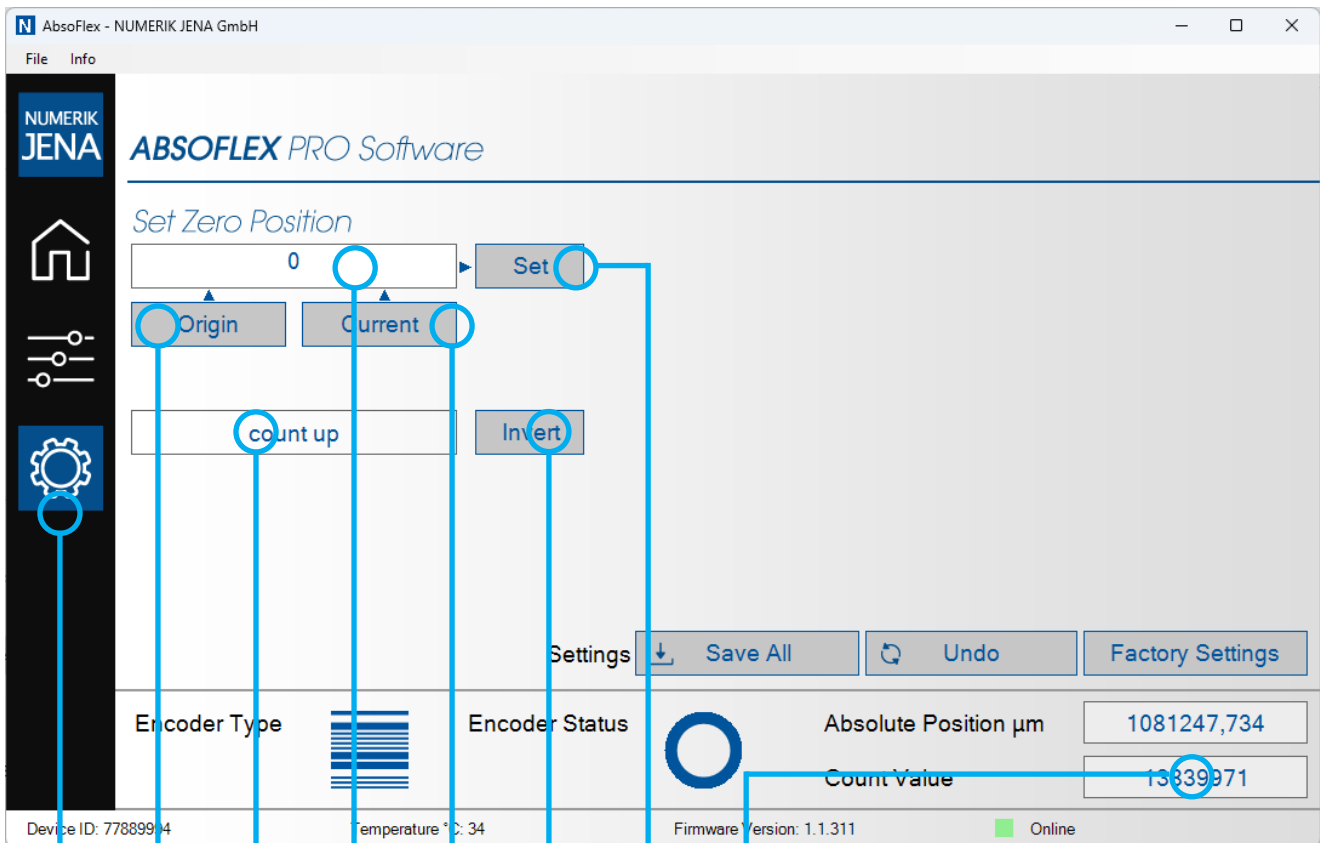 AbsoFlex - NUMERIK JENA GmbH
File Info
NUMERIK
JENA
ABSOFLEX PRO Software
Set Zero Position
0
Set
Origin
Current
count up
Invert
Settings
Save All
Undo
Factory Settings
Encoder Type
Encoder Status
Absolute Position µm
1081247,734
Count Value
13839971
Device ID: 77889994
Temperature °C: 34
Firmware Version: 1.1.311
Online